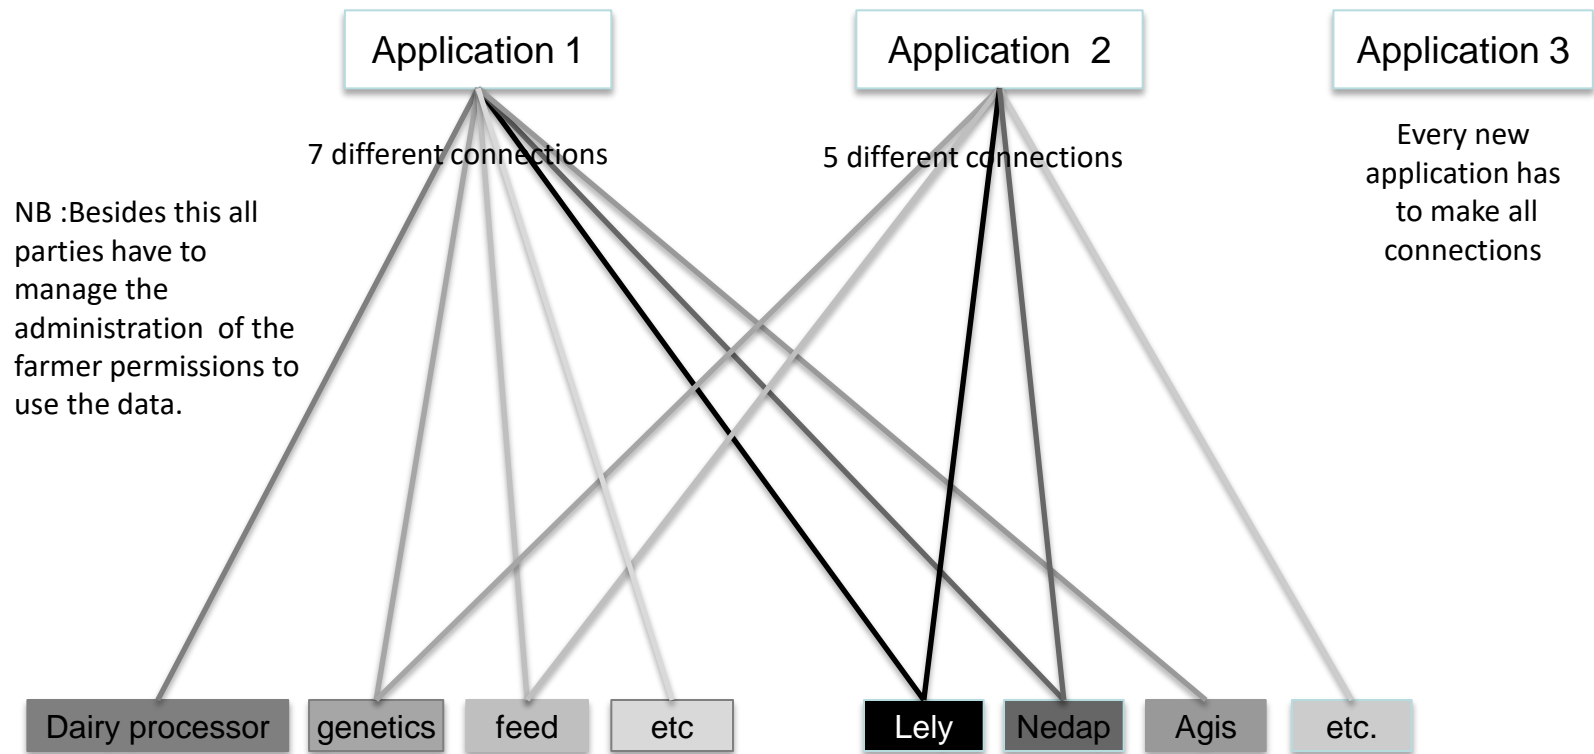 Application 1
Application 2
Application 3
7 different connections
5 different connections
Every new
application has
to make all
connections
NB :Besides this all
parties have to
manage the
administration of the
farmer permissions to
use the data.
Dairy processor
genetics
feed
etc
Lely
Nedap
Agis
etc.